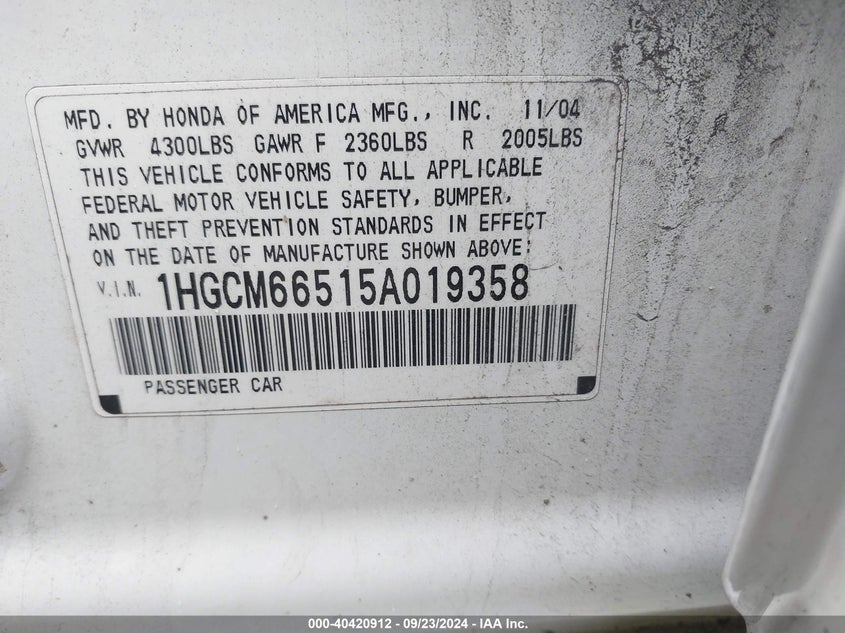 MFD. BY HONDA OF AMERICA MFG., INC. 11/04
GVWR 4300LBS GAWR F 2360LBS R 2005LBS
THIS VEHICLE CONFORMS TO ALL APPLICABLE
FEDERAL MOTOR VEHICLE SAFETY, BUMPER,
AND THEFT PREVENTION STANDARDS IN EFFECT
ON THE DATE OF MANUFACTURE SHOWN ABOVE:
V.I.N. 1HGCM66515A019358
PASSENGER CAR
000-40420912 - 09/23/2024 - IAA Inc.